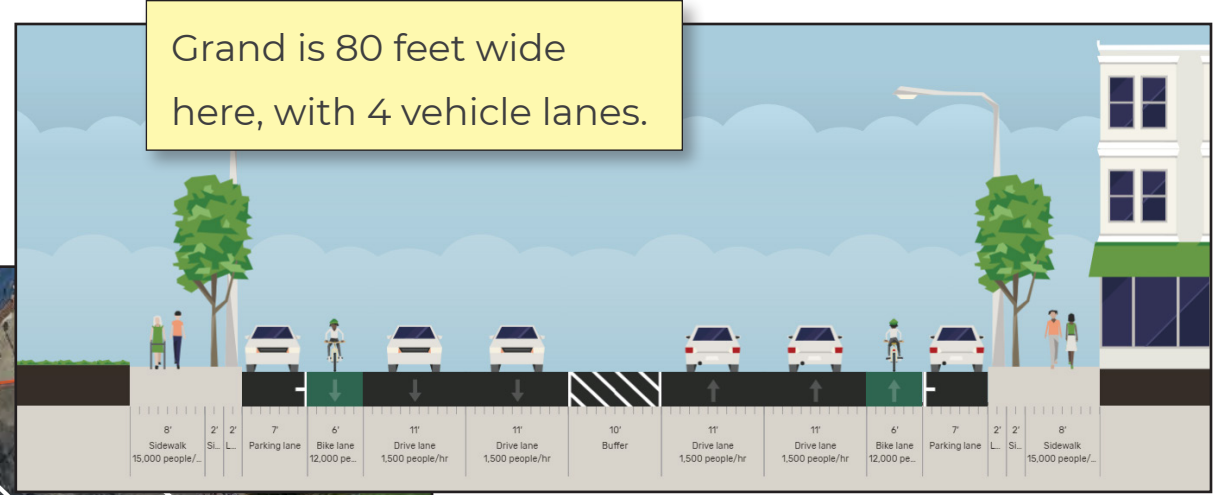 Grand is 80 feet wide
here, with 4 vehicle lanes.
8' 2' 2' 7' 6' 11' 11' 10' 11' 11' 6' 7' 2' 2' 8'
Sidewalk Si... L... Parking lane Bike lane Drive lane Drive lane Buffer Drive lane Drive lane Bike lane Parking lane L... Si... Sidewalk
15,000 people/... 12,000 pe... 1,500 people/hr 1,500 people/hr 1,500 people/hr 1,500 people/hr 12,000 pe... 15,000 people/...